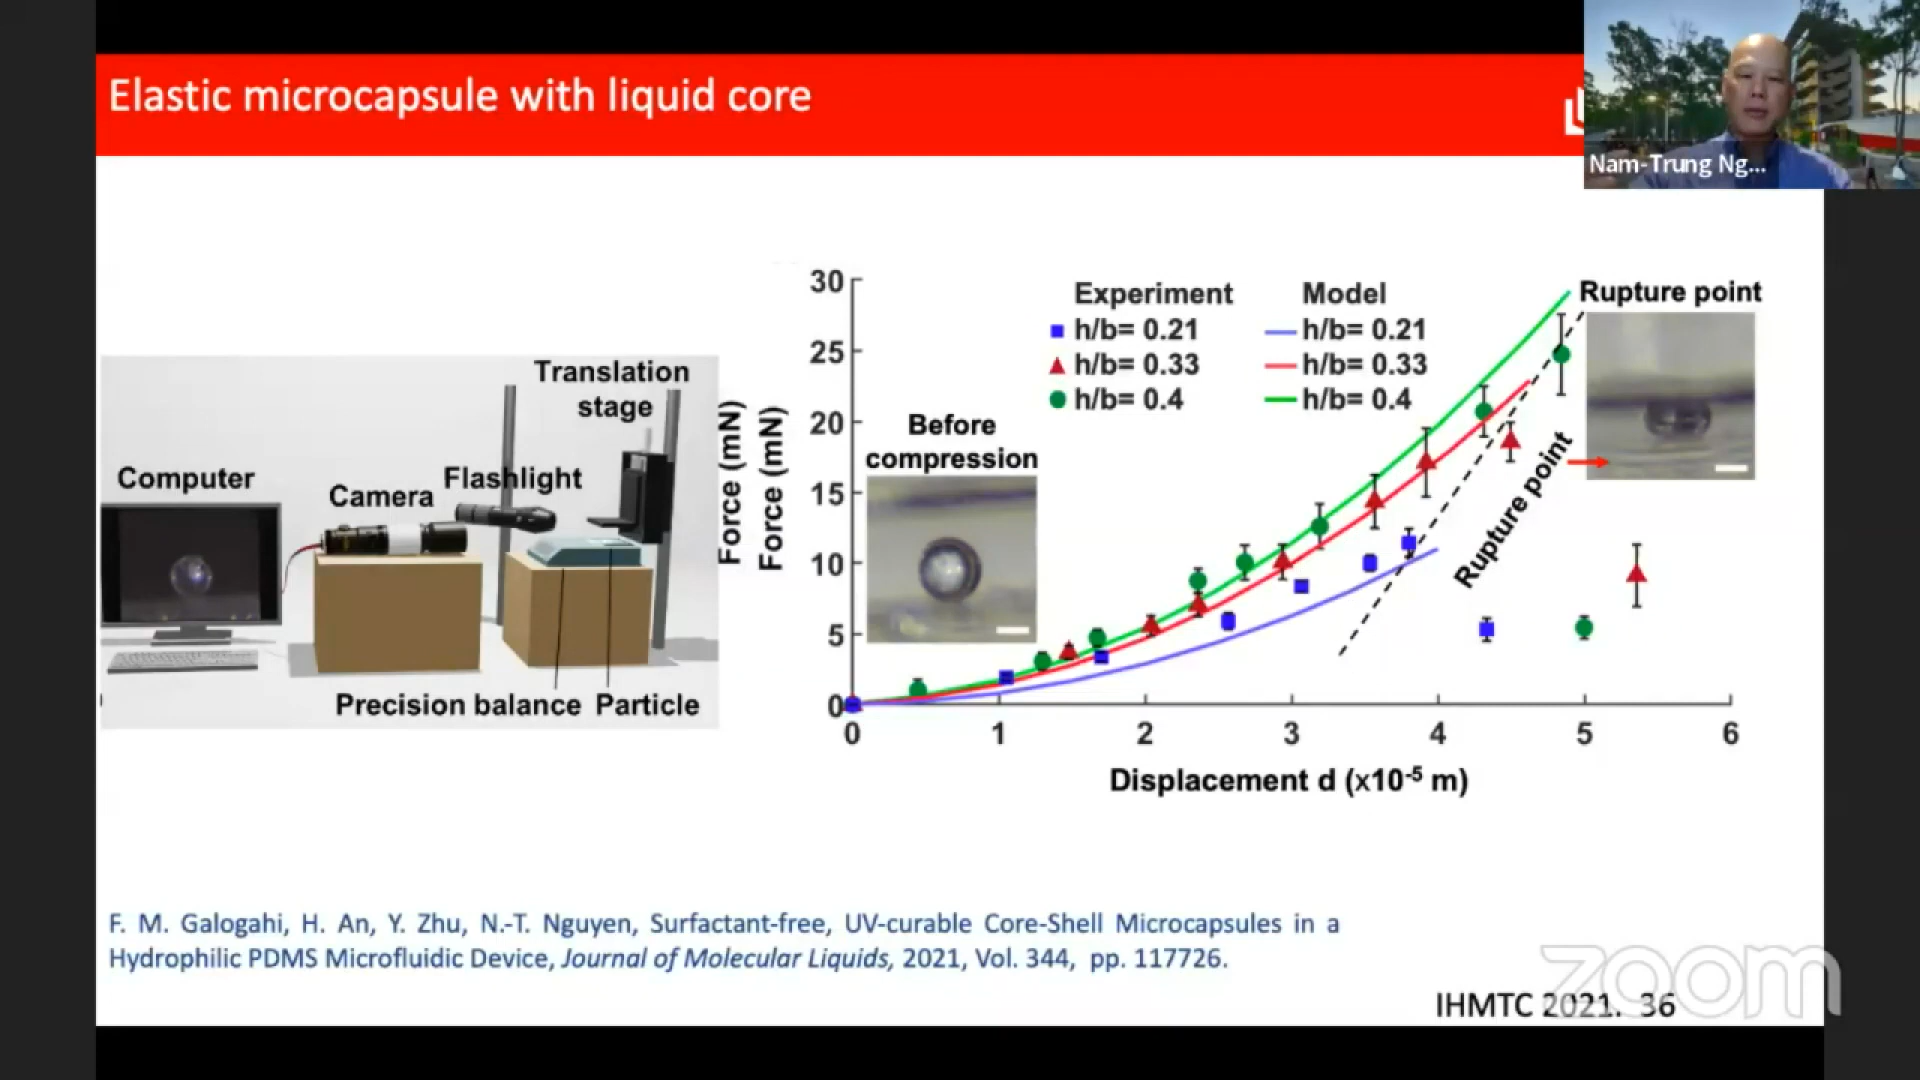 Elastic microcapsule with liquid core
Nam-Trung Ng...
Computer
Camera
Flashlight
Translation
stage
Precision balance
Particle
Force (mN)
Force (mN)
30
25
20
15
10
5
0
0
1
2
3
4
5
6
Displacement d (x10⁻⁵ m)
Before
compression
Experiment
h/b= 0.21
h/b= 0.33
h/b= 0.4
Model
h/b= 0.21
h/b= 0.33
h/b= 0.4
Rupture point
Rupture point
F. M. Galogahi, H. An, Y. Zhu, N.-T. Nguyen, Surfactant-free, UV-curable Core-Shell Microcapsules in a
Hydrophilic PDMS Microfluidic Device, Journal of Molecular Liquids, 2021, Vol. 344, pp. 117726.
IHMTC 2021. 36
zoom